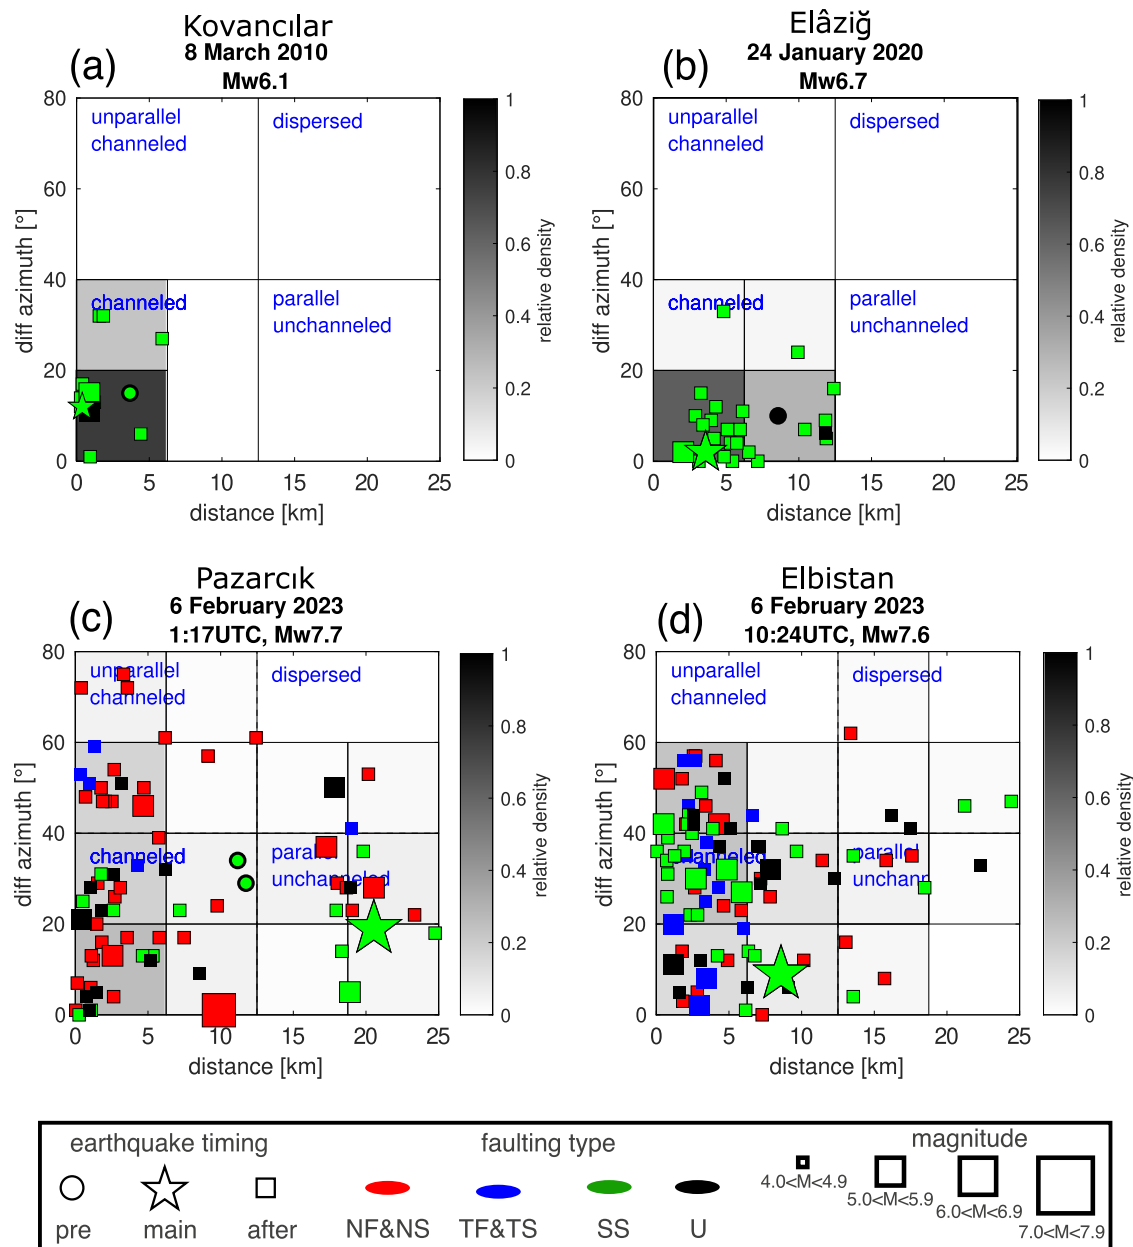 Kovancılar
8 March 2010
Mw6.1
(a)
80
60
40
20
0
diff azimuth [°]
unparallel
channeled
dispersed
channeled
parallel
unchanneled
0 5 10 15 20 25
distance [km]
1
0.8
0.6
0.4
0.2
0
relative density
Elâziğ
24 January 2020
Mw6.7
(b)
80
60
40
20
0
diff azimuth [°]
unparallel
channeled
dispersed
channeled
parallel
unchanneled
0 5 10 15 20 25
distance [km]
1
0.8
0.6
0.4
0.2
0
relative density
Pazarcık
6 February 2023
1:17UTC, Mw7.7
(c)
80
60
40
20
0
diff azimuth [°]
unparallel
channeled
dispersed
channeled
parallel
unchanneled
0 5 10 15 20 25
distance [km]
1
0.8
0.6
0.4
0.2
0
relative density
Elbistan
6 February 2023
10:24UTC, Mw7.6
(d)
80
60
40
20
0
diff azimuth [°]
unparallel
channeled
dispersed
channeled
parallel
unchann
0 5 10 15 20 25
distance [km]
1
0.8
0.6
0.4
0.2
0
relative density
earthquake timing
pre main after
faulting type
NF&NS TF&TS SS U
magnitude
4.0<M<4.9
5.0<M<5.9
6.0<M<6.9
7.0<M<7.9